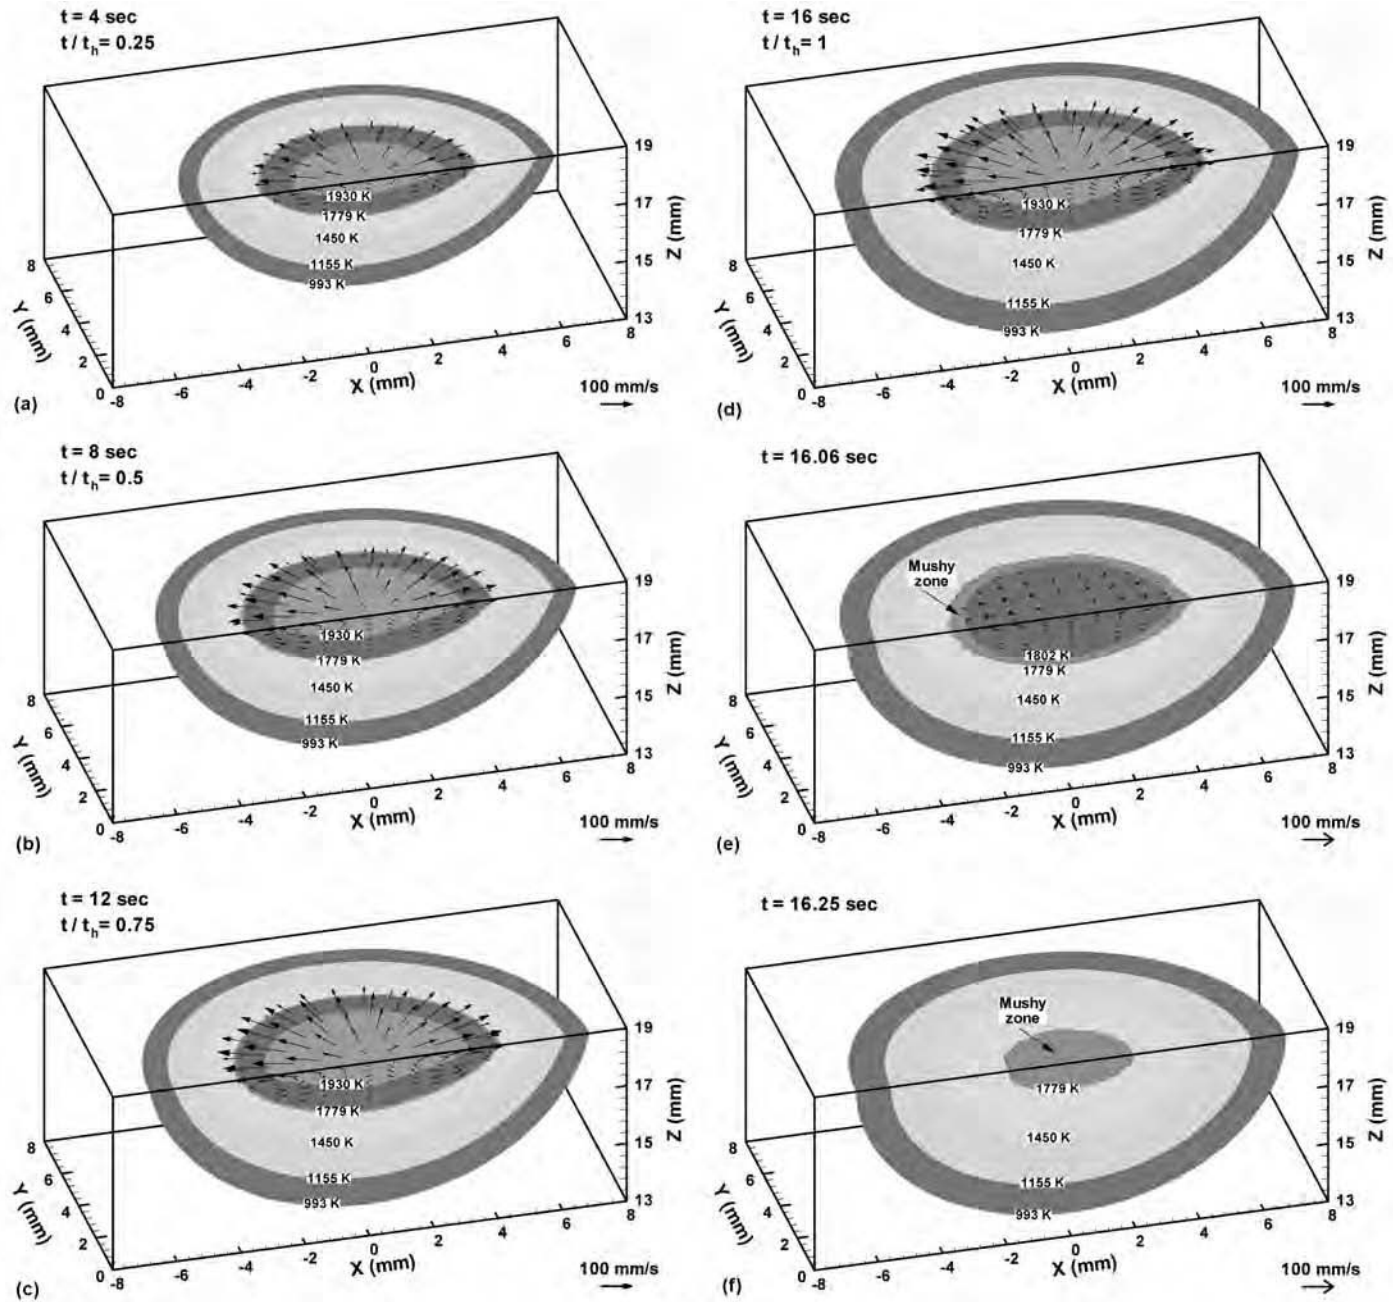 t = 4 sec
t / th = 0.25
1930 K
1779 K
1450 K
1155 K
993 K
19
17
15
13
Z (mm)
8
6
4
2
0
Y (mm)
-8
-6
-4
-2
0
2
4
6
8
X (mm)
100 mm/s
(a)
t = 8 sec
t / th = 0.5
1930 K
1779 K
1450 K
1155 K
993 K
19
17
15
13
Z (mm)
8
6
4
2
0
Y (mm)
-8
-6
-4
-2
0
2
4
6
8
X (mm)
100 mm/s
(b)
t = 12 sec
t / th = 0.75
1930 K
1779 K
1450 K
1155 K
993 K
19
17
15
13
Z (mm)
8
6
4
2
0
Y (mm)
-8
-6
-4
-2
0
2
4
6
8
X (mm)
100 mm/s
(c)
t = 16 sec
t / th = 1
1930 K
1779 K
1450 K
1155 K
993 K
19
17
15
13
Z (mm)
8
6
4
2
0
Y (mm)
-8
-6
-4
-2
0
2
4
6
8
X (mm)
100 mm/s
(d)
t = 16.06 sec
Mushy
zone
1802 K
1779 K
1450 K
1155 K
993 K
19
17
15
13
Z (mm)
8
6
4
2
0
Y (mm)
-8
-6
-4
-2
0
2
4
6
8
X (mm)
100 mm/s
(e)
t = 16.25 sec
Mushy
zone
1779 K
1450 K
1155 K
993 K
19
17
15
13
Z (mm)
8
6
4
2
0
Y (mm)
-8
-6
-4
-2
0
2
4
6
8
X (mm)
100 mm/s
(f)